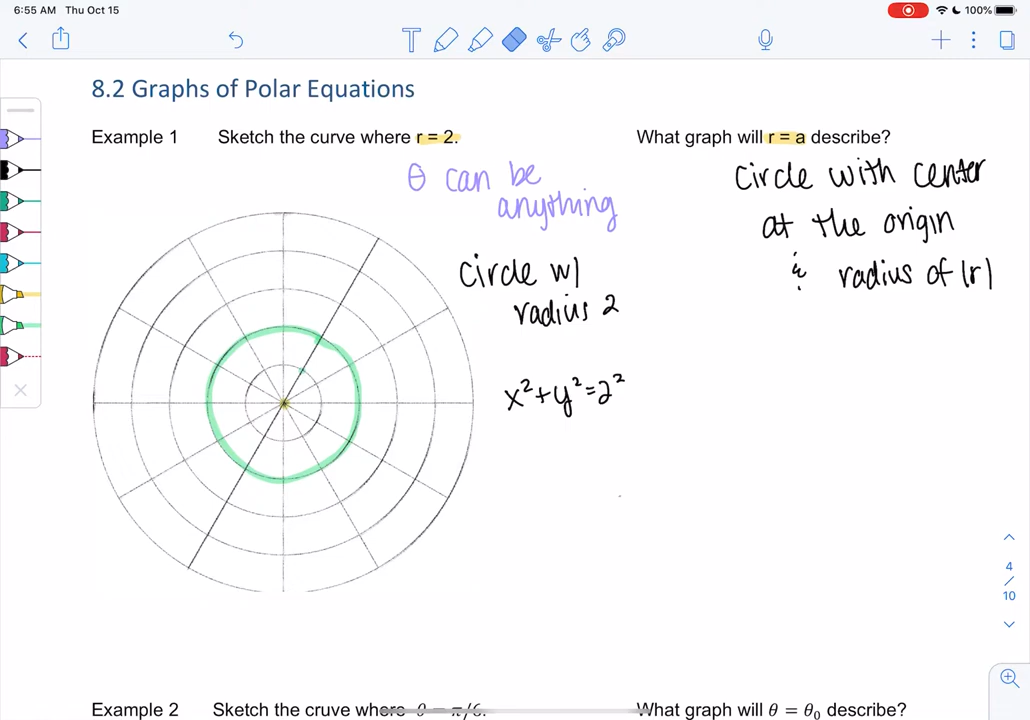 6:55 AM Thu Oct 15
100%
8.2 Graphs of Polar Equations
Example 1 Sketch the curve where r = 2. What graph will r = a describe?
θ can be
anything
circle w/
radius 2
x²+y²=2²
circle with center
at the origin
& radius of |r|
4
/
10
Example 2 Sketch the cruve where θ = π/6. What graph will θ = θ₀ describe?